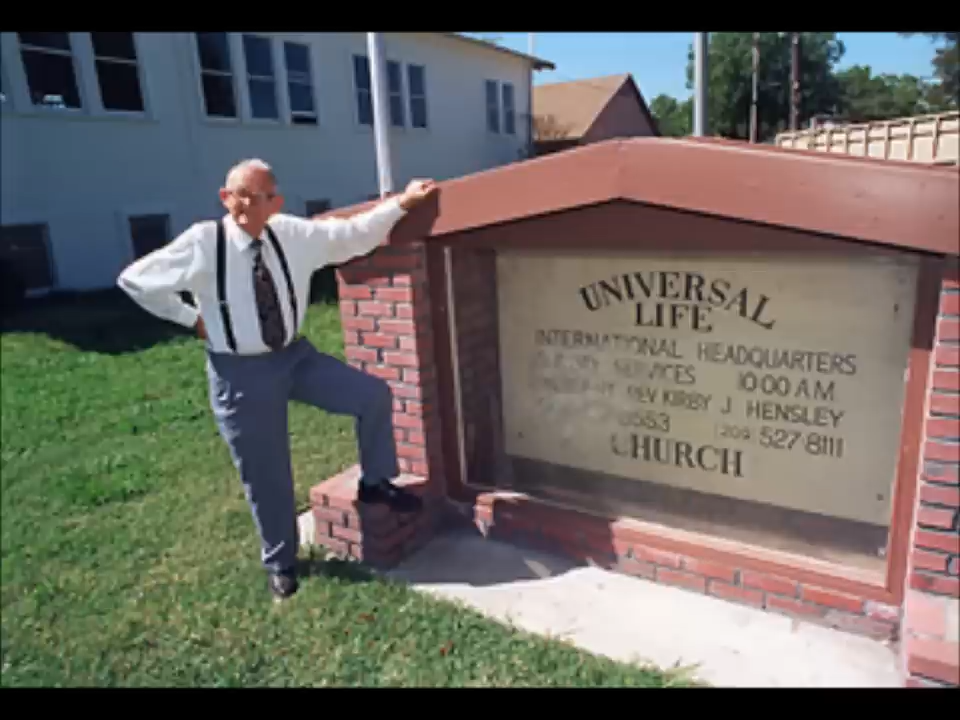 UNIVERSAL
LIFE
INTERNATIONAL HEADQUARTERS
SERVICES 10:00 AM
REV KIRBY J HENSLEY
(209) 527-8111
CHURCH